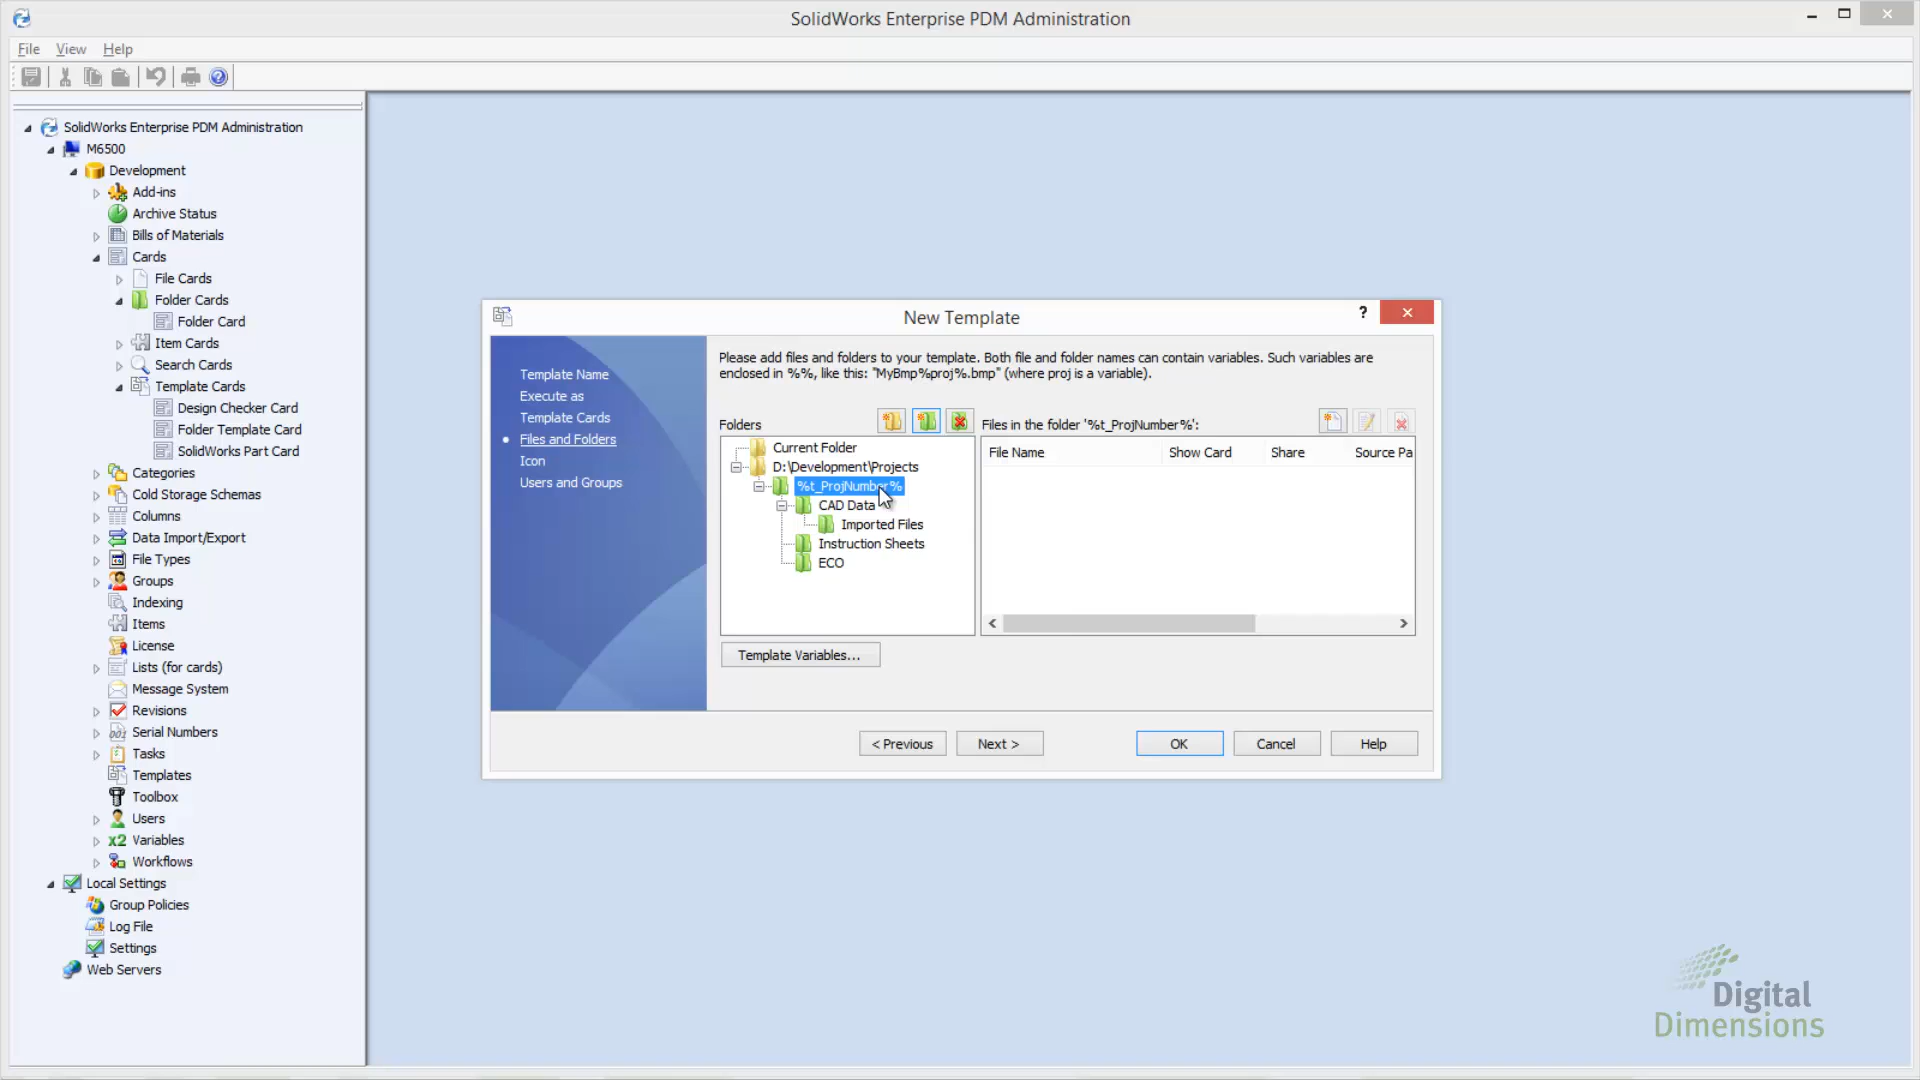 SolidWorks Enterprise PDM Administration
File View Help
SolidWorks Enterprise PDM Administration
M6500
Development
Add-ins
Archive Status
Bills of Materials
Cards
File Cards
Folder Cards
Folder Card
Item Cards
Search Cards
Template Cards
Design Checker Card
Folder Template Card
SolidWorks Part Card
Categories
Cold Storage Schemas
Columns
Data Import/Export
File Types
Groups
Indexing
Items
License
Lists (for cards)
Message System
Revisions
Serial Numbers
Tasks
Templates
Toolbox
Users
x2 Variables
Workflows
Local Settings
Group Policies
Log File
Settings
Web Servers
New Template
?
Template Name
Execute as
Template Cards
Files and Folders
Icon
Users and Groups
Please add files and folders to your template. Both file and folder names can contain variables. Such variables are
enclosed in %%, like this: "MyBmp%proj%.bmp" (where proj is a variable).
Folders
Current Folder
D:\Development\Projects
%t_ProjNumber%
CAD Data
Imported Files
Instruction Sheets
ECO
Files in the folder '%t_ProjNumber%':
File Name Show Card Share Source Pa
Template Variables...
< Previous Next > OK Cancel Help
Digital
Dimensions